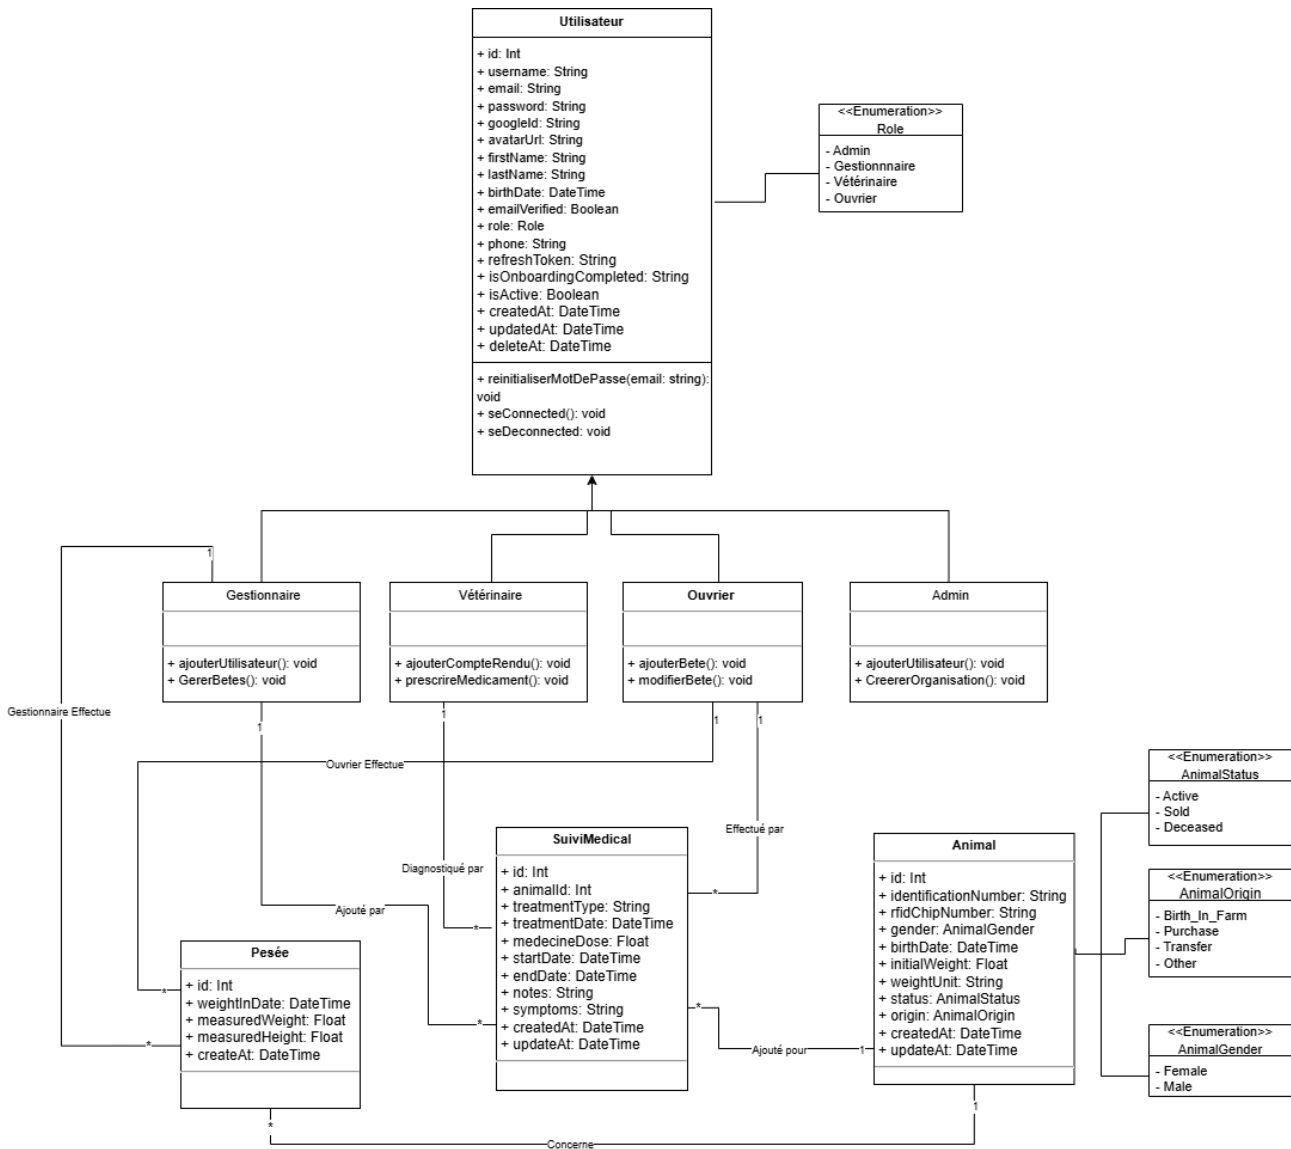 Utilisateur
+ id: Int
+ username: String
+ email: String
+ password: String
+ googleId: String
+ avatarUrl: String
+ firstName: String
+ lastName: String
+ birthDate: DateTime
+ emailVerified: Boolean
+ role: Role
+ phone: String
+ refreshToken: String
+ isOnboardingCompleted: String
+ isActive: Boolean
+ createdAt: DateTime
+ updatedAt: DateTime
+ deleteAt: DateTime
+ reinitialiserMotDePasse(email: string):
void
+ seConnected(): void
+ seDeconnected: void
<<Enumeration>>
Role
- Admin
- Gestionnnaire
- Vétérinaire
- Ouvrier
1
Gestionnaire
+ ajouterUtilisateur(): void
+ GererBetes(): void
Vétérinaire
+ ajouterCompteRendu(): void
+ prescrireMedicament(): void
Ouvrier
+ ajouterBete(): void
+ modifierBete(): void
Admin
+ ajouterUtilisateur(): void
+ CreererOrganisation(): void
Gestionnaire Effectue
1
1
1
1
Ouvrier Effectue
Effectué par
Diagnostiqué par
Ajouté par
SuiviMedical
+ id: Int
+ animalId: Int
+ treatmentType: String
+ treatmentDate: DateTime
+ medecineDose: Float
+ startDate: DateTime
+ endDate: DateTime
+ notes: String
+ symptoms: String
+ createdAt: DateTime
+ updateAt: DateTime
*
*
*
*
Ajouté pour
1
Animal
+ id: Int
+ identificationNumber: String
+ rfidChipNumber: String
+ gender: AnimalGender
+ birthDate: DateTime
+ initialWeight: Float
+ weightUnit: String
+ status: AnimalStatus
+ origin: AnimalOrigin
+ createdAt: DateTime
+ updateAt: DateTime
<<Enumeration>>
AnimalStatus
- Active
- Sold
- Deceased
<<Enumeration>>
AnimalOrigin
- Birth_In_Farm
- Purchase
- Transfer
- Other
<<Enumeration>>
AnimalGender
- Female
- Male
Pesée
+ id: Int
+ weightInDate: DateTime
+ measuredWeight: Float
+ measuredHeight: Float
+ createAt: DateTime
*
*
*
1
Concerne